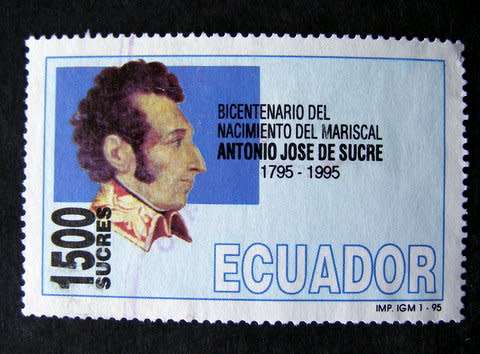 BICENTENARIO DEL
NACIMIENTO DEL MARISCAL
ANTONIO JOSE DE SUCRE
1795 - 1995
1500
SUCRES
ECUADOR
IMP. IGM 1 - 95